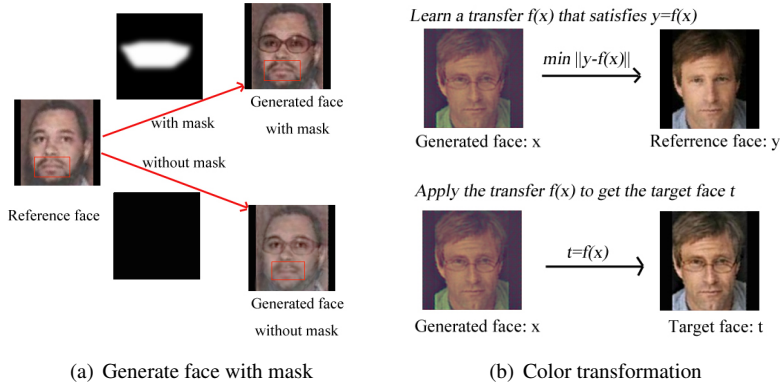 with mask
without mask
Reference face
Generated face
with mask
Generated face
without mask
(a) Generate face with mask
Learn a transfer f(x) that satisfies y=f(x)
min ||y-f(x)||
Generated face: x
Referrence face: y
Apply the transfer f(x) to get the target face t
t=f(x)
Generated face: x
Target face: t
(b) Color transformation